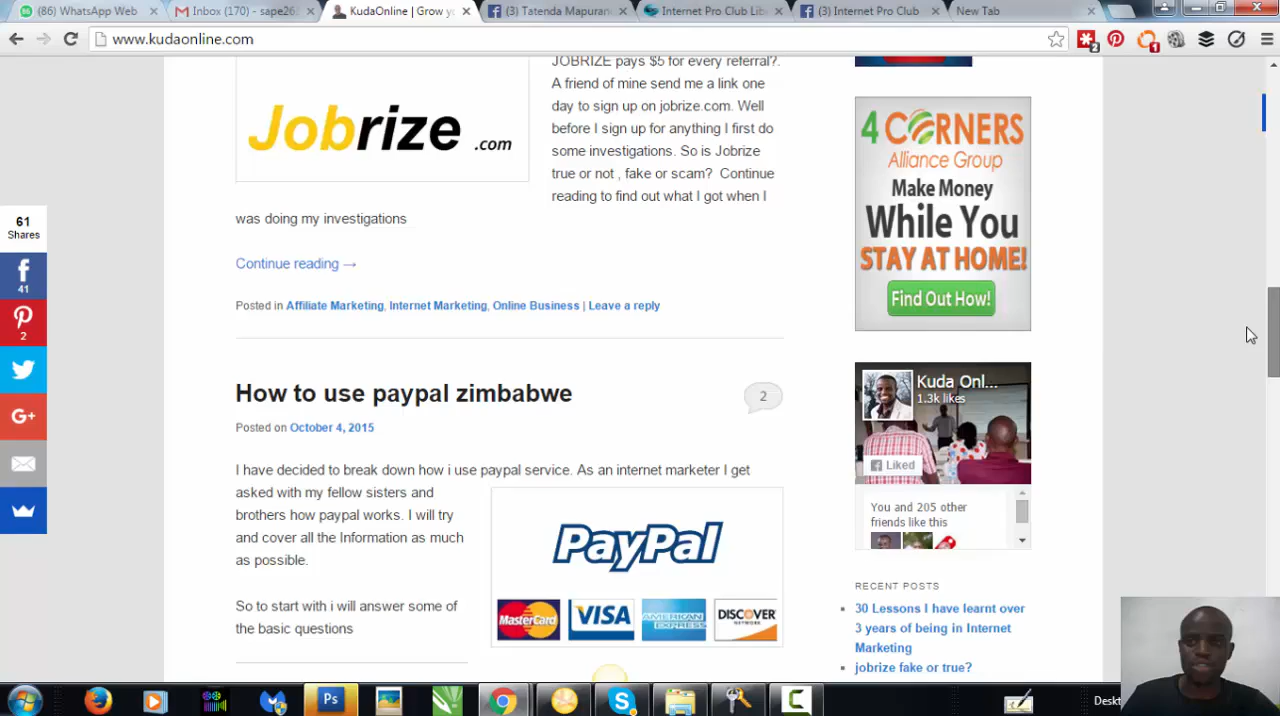 (86) WhatsApp Web
Inbox (170) - sape26
KudaOnline | Grow y
(3) Tatenda Mapuran
Internet Pro Club Lib
(3) Internet Pro Club
New Tab
www.kudaonline.com
2
1
JOBRIZE pays $5 for every referral?.
A friend of mine send me a link one
day to sign up on jobrize.com. Well
before I sign up for anything I first do
some investigations. So is Jobrize
true or not , fake or scam?  Continue
reading to find out what I got when I
was doing my investigations
Jobrize .com
Continue reading →
Posted in Affiliate Marketing, Internet Marketing, Online Business | Leave a reply
How to use paypal zimbabwe
2
Posted on October 4, 2015
I have decided to break down how i use paypal service. As an internet marketer I get
asked with my fellow sisters and
brothers how paypal works. I will try
and cover all the Information as much
as possible.
So to start with i will answer some of
the basic questions
PayPal
MasterCard
VISA
AMERICAN EXPRESS
DISCOVER
NETWORK
61
Shares
f
41
2
G+
4 CORNERS
Alliance Group
Make Money
While You
STAY AT HOME!
Find Out How!
Kuda Onl...
1.3k likes
Liked
You and 205 other
friends like this
RECENT POSTS
30 Lessons I have learnt over
3 years of being in Internet
Marketing
jobrize fake or true?
Ps
S
C
Deskt